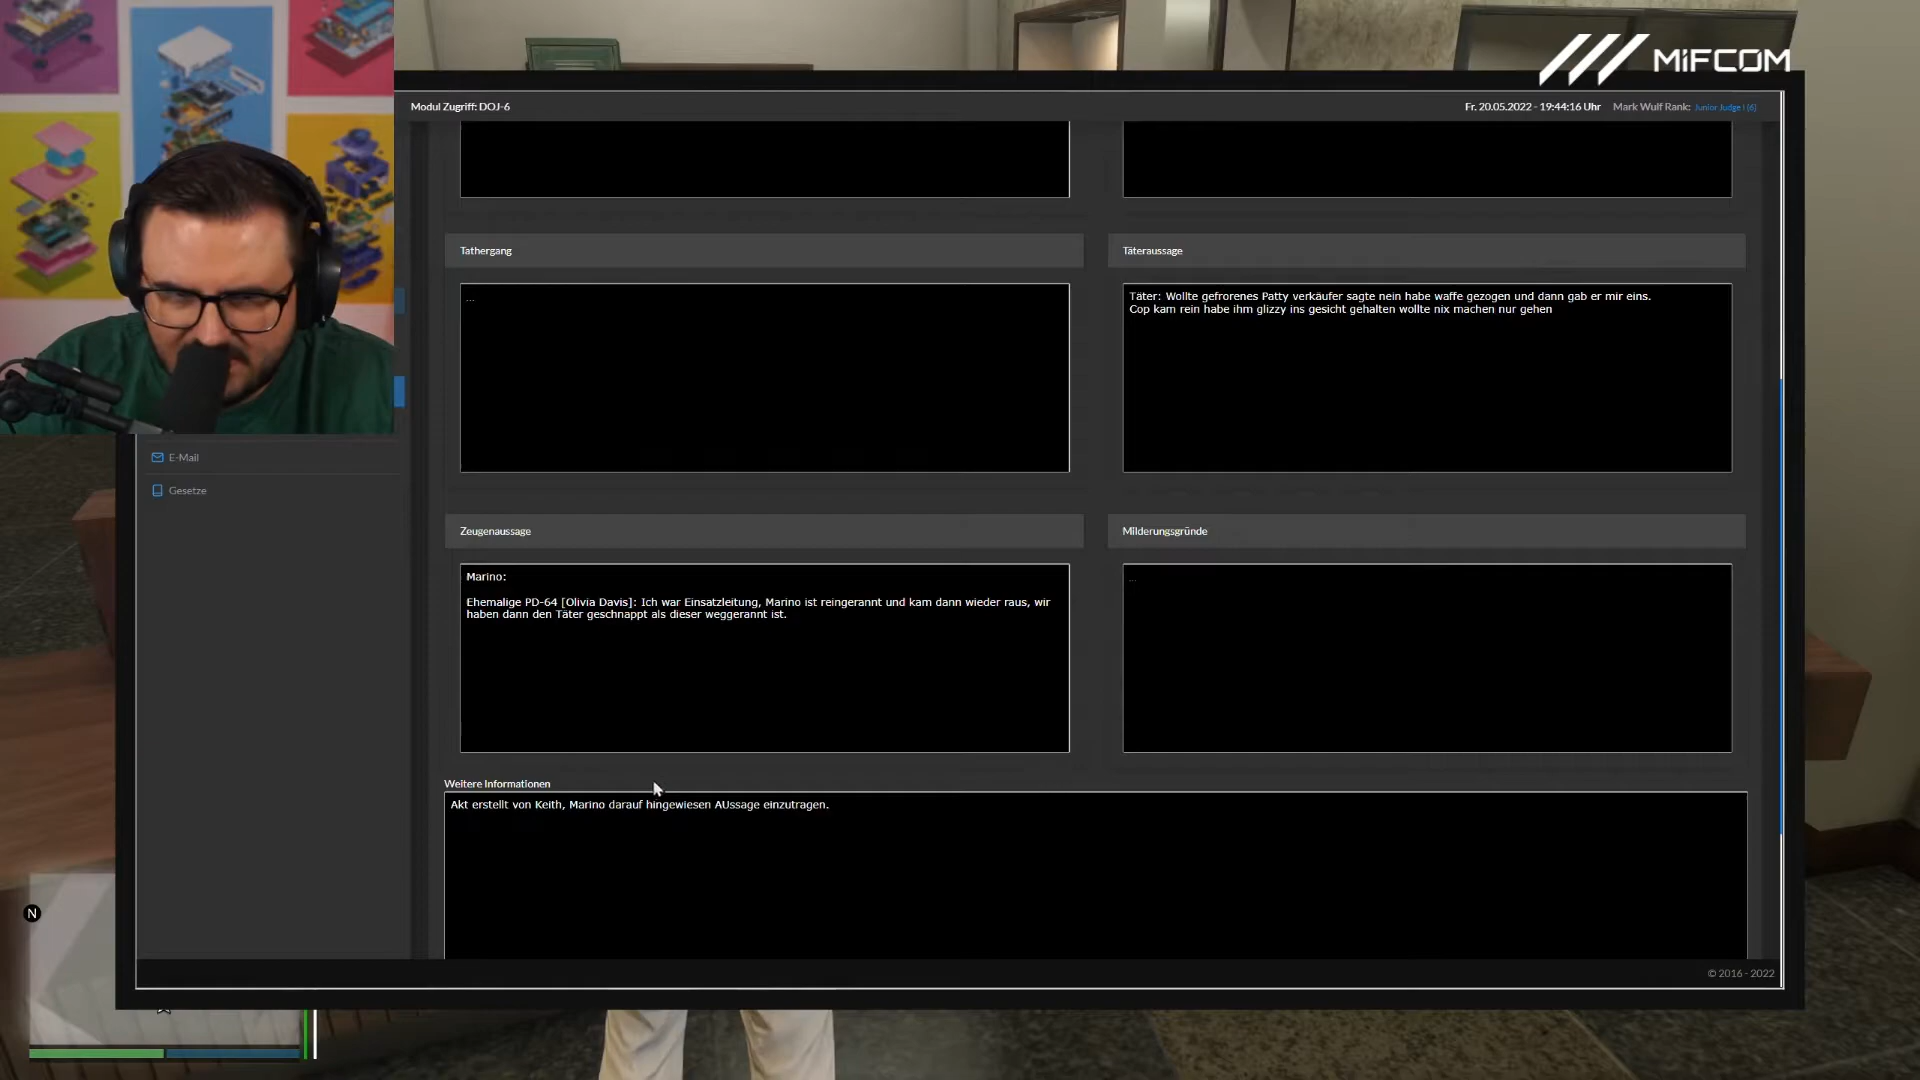 MIFCOM
Modul Zugriff: DOJ-6
Fr. 20.05.2022 - 19:44:16 Uhr
Mark Wulf Rank: Junior Judge I (6)
Tathergang
Täteraussage
...
Täter: Wollte gefrorenes Patty verkäufer sagte nein habe waffe gezogen und dann gab er mir eins.
Cop kam rein habe ihm glizzy ins gesicht gehalten wollte nix machen nur gehen
E-Mail
Gesetze
Zeugenaussage
Milderungsgründe
Marino:
Ehemalige PD-64 [Olivia Davis]: Ich war Einsatzleitung, Marino ist reingerannt und kam dann wieder raus, wir
haben dann den Täter geschnappt als dieser weggerannt ist.
...
Weitere Informationen
Akt erstellt von Keith, Marino darauf hingewiesen AUssage einzutragen.
N
© 2016 - 2022